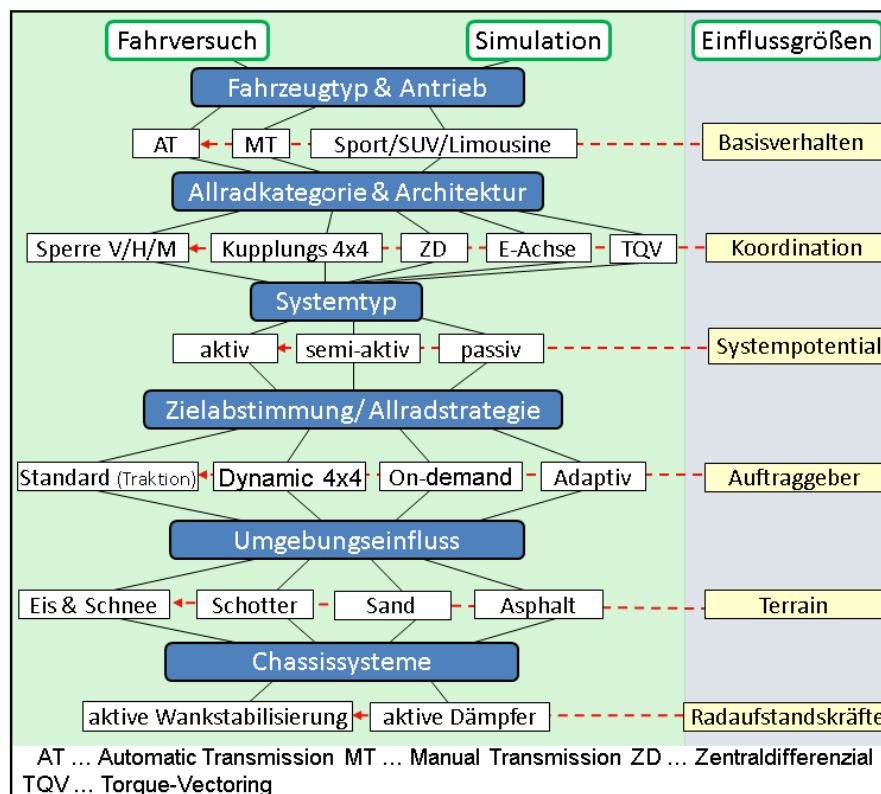 Fahrversuch Simulation Einflussgrößen
Fahrzeugtyp & Antrieb
AT MT Sport/SUV/Limousine Basisverhalten
Allradkategorie & Architektur
Sperre V/H/M Kupplungs 4x4 ZD E-Achse TQV Koordination
Systemtyp
aktiv semi-aktiv passiv Systempotential
Zielabstimmung/Allradstrategie
Standard (Traktion) Dynamic 4x4 On-demand Adaptiv Auftraggeber
Umgebungseinfluss
Eis & Schnee Schotter Sand Asphalt Terrain
Chassissysteme
aktive Wankstabilisierung aktive Dämpfer Radaufstandskräfte
AT ... Automatic Transmission MT ... Manual Transmission ZD ... Zentraldifferenzial
TQV ... Torque-Vectoring